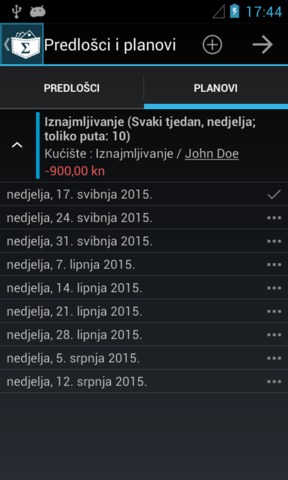 17:44
Σ
Predlošci i planovi
PREDLOŠCI
PLANOVI
Iznajmljivanje (Svaki tjedan, nedjelja;
toliko puta: 10)
Kućište : Iznajmljivanje / John Doe
-900,00 kn
nedjelja, 17. svibnja 2015.
nedjelja, 24. svibnja 2015.
nedjelja, 31. svibnja 2015.
nedjelja, 7. lipnja 2015.
nedjelja, 14. lipnja 2015.
nedjelja, 21. lipnja 2015.
nedjelja, 28. lipnja 2015.
nedjelja, 5. srpnja 2015.
nedjelja, 12. srpnja 2015.